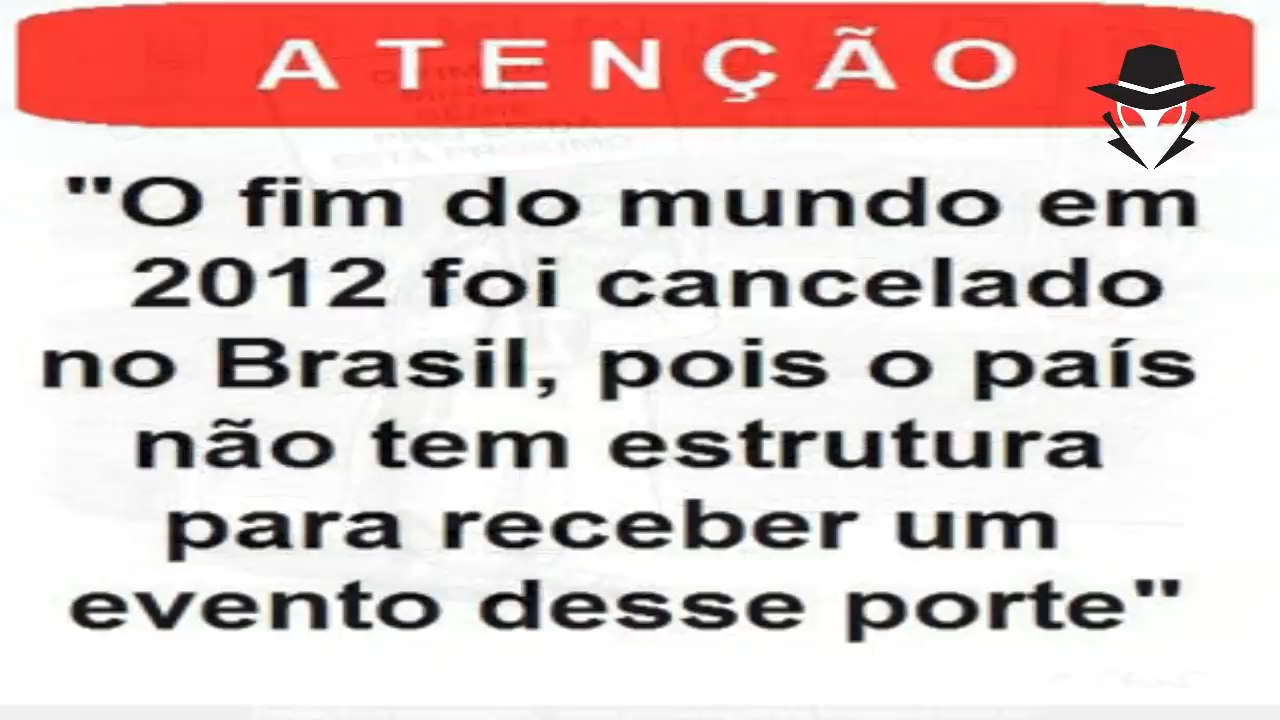 ATENÇÃO
"O fim do mundo em
2012 foi cancelado
no Brasil, pois o país
não tem estrutura
para receber um
evento desse porte"